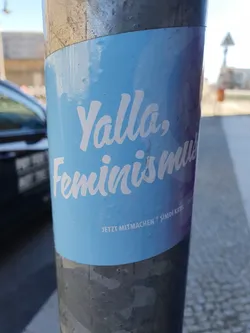 Yalla,
Feminismus
JETZT MITMACHEN